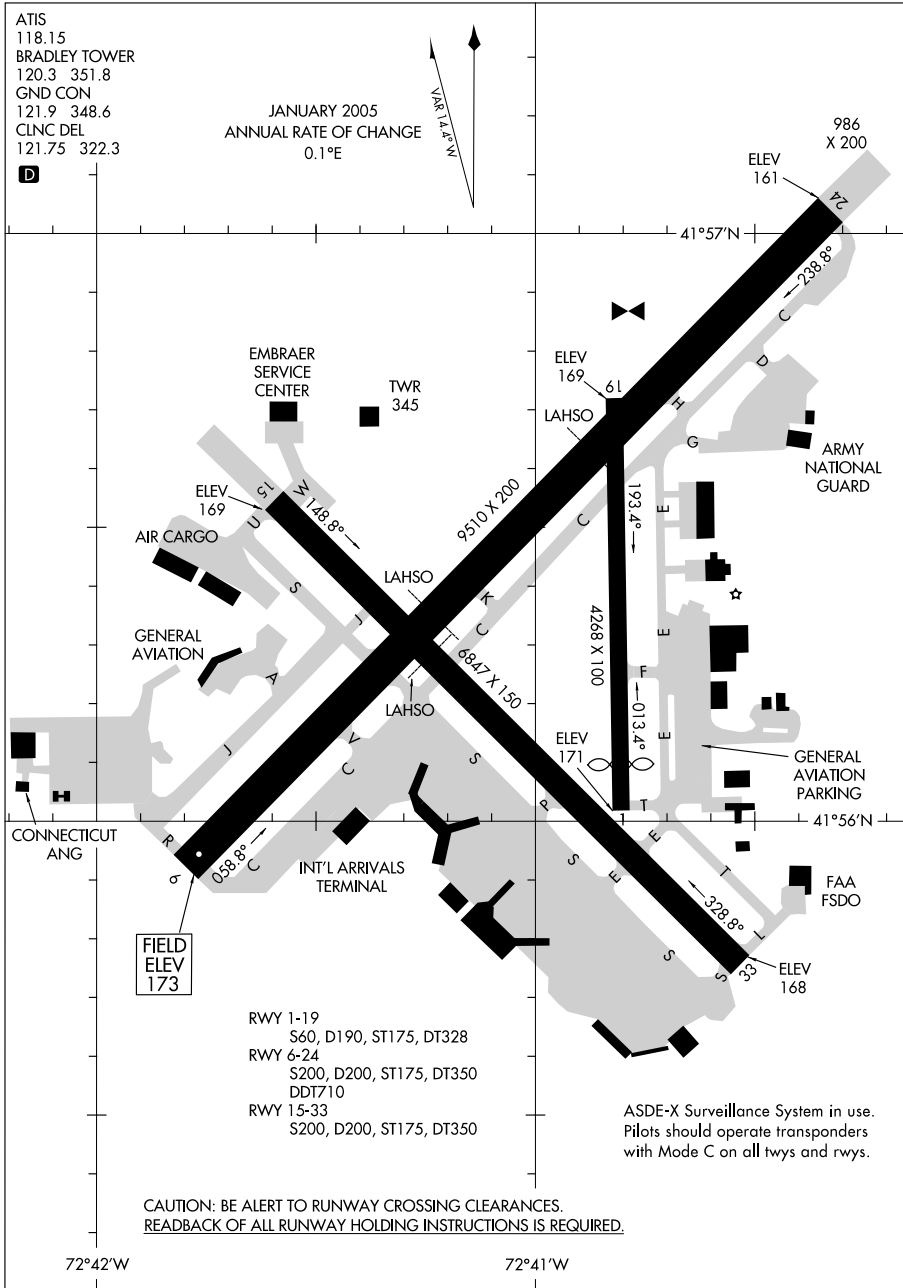 ATIS
118.15
BRADLEY TOWER
120.3 351.8
GND CON
121.9 348.6
CLNC DEL
121.75 322.3
D
JANUARY 2005
ANNUAL RATE OF CHANGE
0.1°E
VAR 14.4° W
986
X 200
ELEV
161
24
41°57'N
238.8°
C
D
H
G
EMBRAER
SERVICE
CENTER
TWR
345
ELEV
169
19
LAHSO
ARMY
NATIONAL
GUARD
ELEV
169
15
W
U
148.8°
9510 X 200
193.4°
E
C
AIR CARGO
S
J
LAHSO
K
C
GENERAL
AVIATION
A
6847 X 150
4268 X 100
E
F
LAHSO
013.4°
J
V
C
S
ELEV
171
E
GENERAL
AVIATION
PARKING
P
T
41°56'N
CONNECTICUT
ANG
R
6
058.8°
C
INT'L ARRIVALS
TERMINAL
S
E
E
T
FAA
FSDO
328.8°
L
S
S
33
ELEV
168
FIELD
ELEV
173
RWY 1-19
S60, D190, ST175, DT328
RWY 6-24
S200, D200, ST175, DT350
DDT710
RWY 15-33
S200, D200, ST175, DT350
ASDE-X Surveillance System in use.
Pilots should operate transponders
with Mode C on all twys and rwys.
CAUTION: BE ALERT TO RUNWAY CROSSING CLEARANCES.
READBACK OF ALL RUNWAY HOLDING INSTRUCTIONS IS REQUIRED.
72°42'W
72°41'W